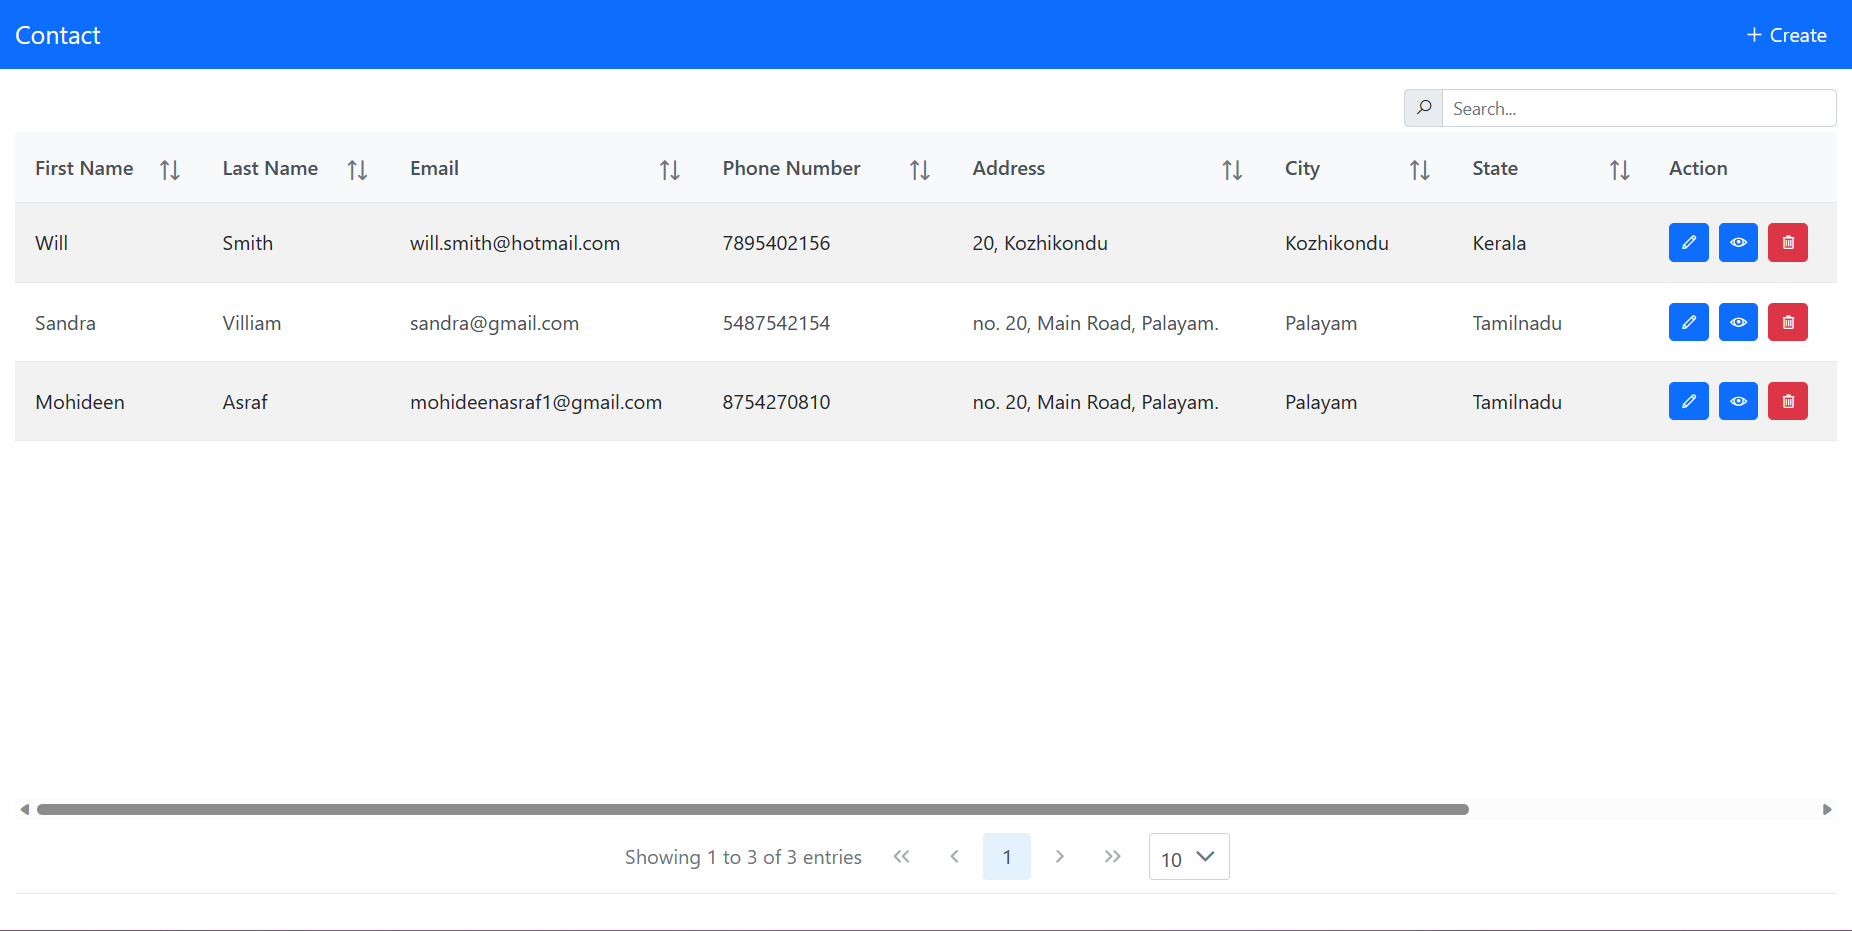 Contact
Create
Search...
First Name Last Name Email Phone Number Address City State Action
Will Smith will.smith@hotmail.com 7895402156 20, Kozhikondu Kozhikondu Kerala
Sandra Villiam sandra@gmail.com 5487542154 no. 20, Main Road, Palayam. Palayam Tamilnadu
Mohideen Asraf mohideenasraf1@gmail.com 8754270810 no. 20, Main Road, Palayam. Palayam Tamilnadu
Showing 1 to 3 of 3 entries 1 10